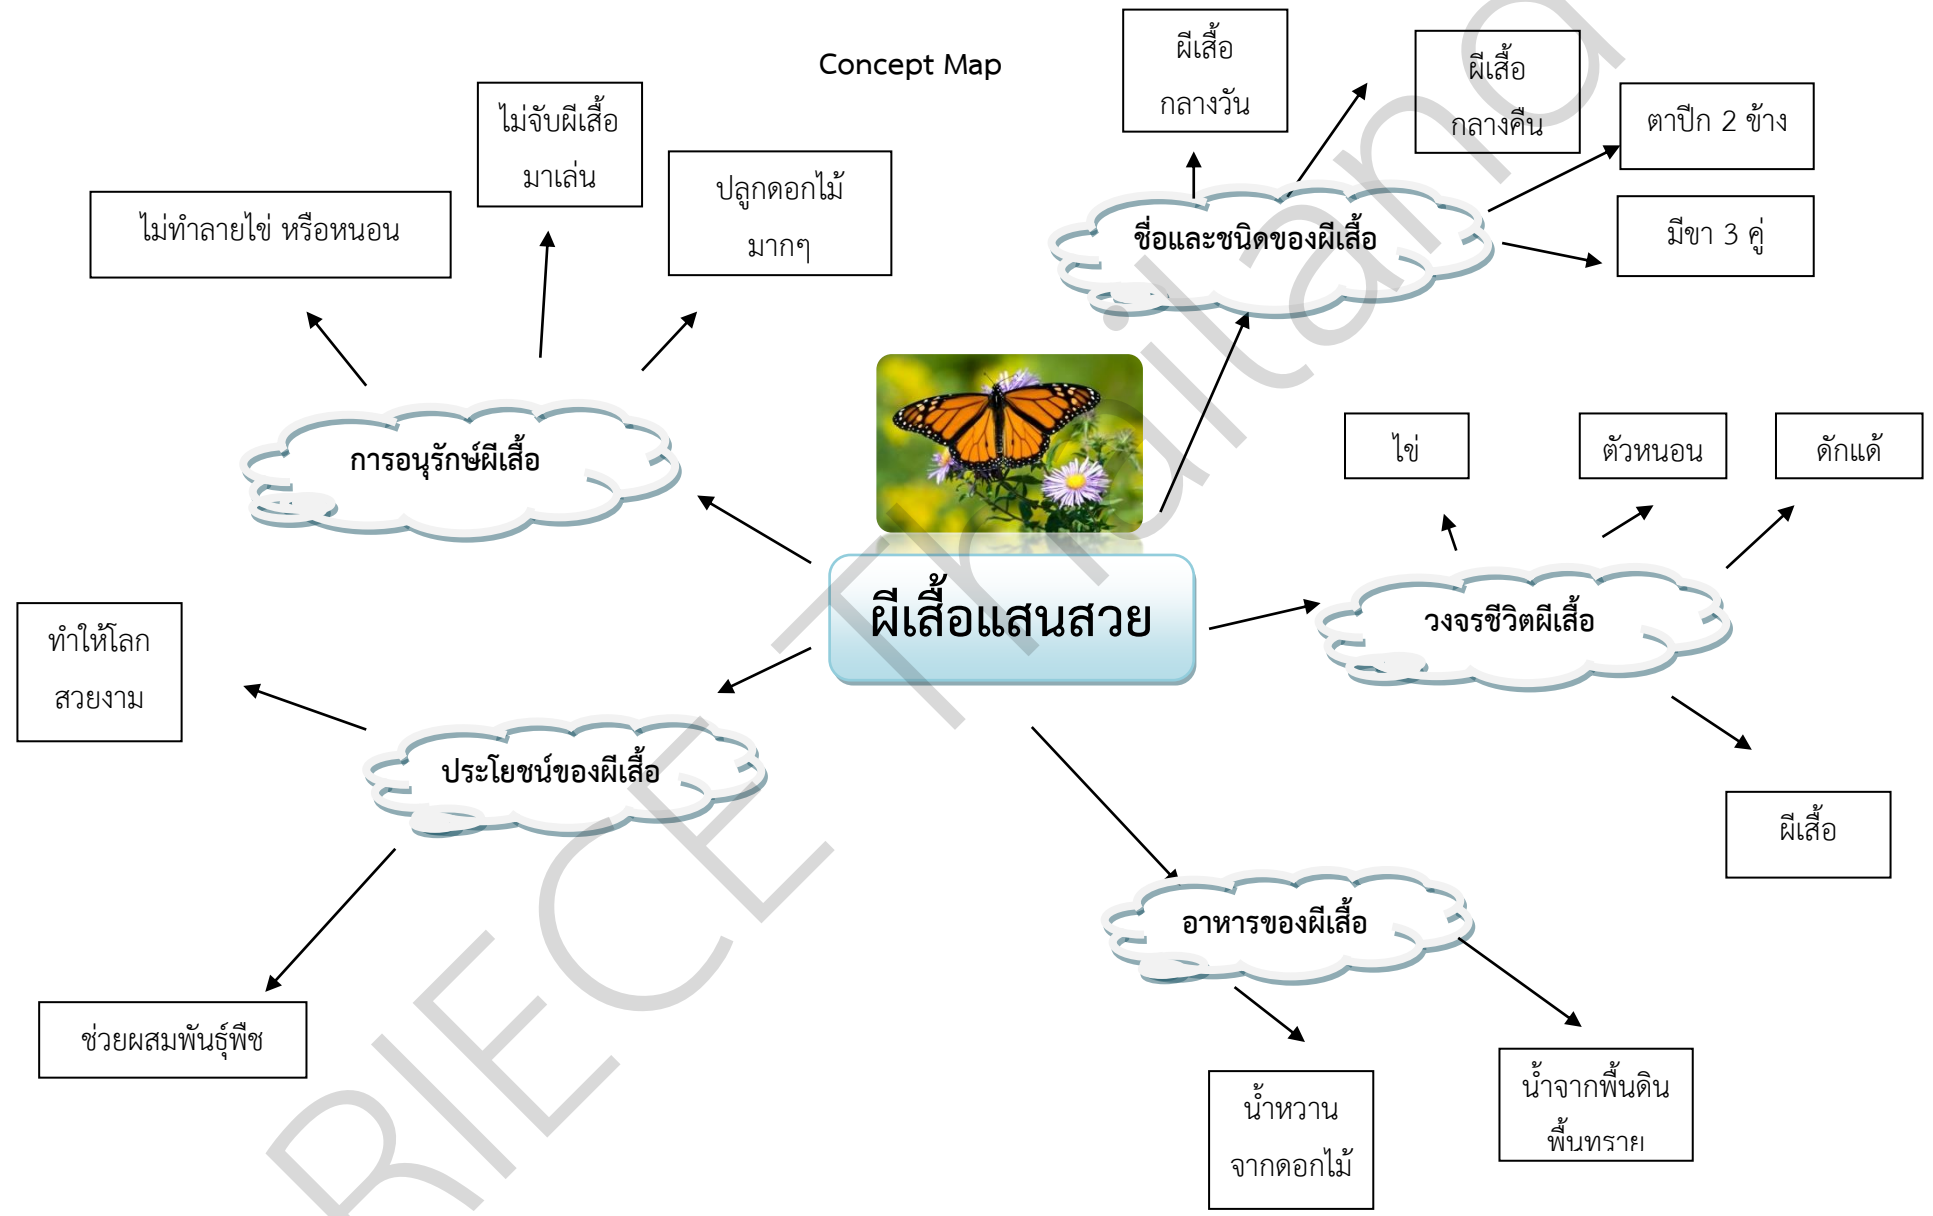 Concept Map
ผีเสื้อ
กลางวัน
ผีเสื้อ
กลางคืน
ตาปีก 2 ข้าง
มีขา 3 คู่
ชื่อและชนิดของผีเสื้อ
ไม่จับผีเสื้อ
มาเล่น
ปลูกดอกไม้
มากๆ
ไม่ทำลายไข่ หรือหนอน
การอนุรักษ์ผีเสื้อ
ไข่
ตัวหนอน
ดักแด้
วงจรชีวิตผีเสื้อ
ผีเสื้อ
ผีเสื้อแสนสวย
ทำให้โลก
สวยงาม
ประโยชน์ของผีเสื้อ
ช่วยผสมพันธุ์พืช
อาหารของผีเสื้อ
น้ำหวาน
จากดอกไม้
น้ำจากพื้นดิน
พื้นทราย
RIECE Thailand